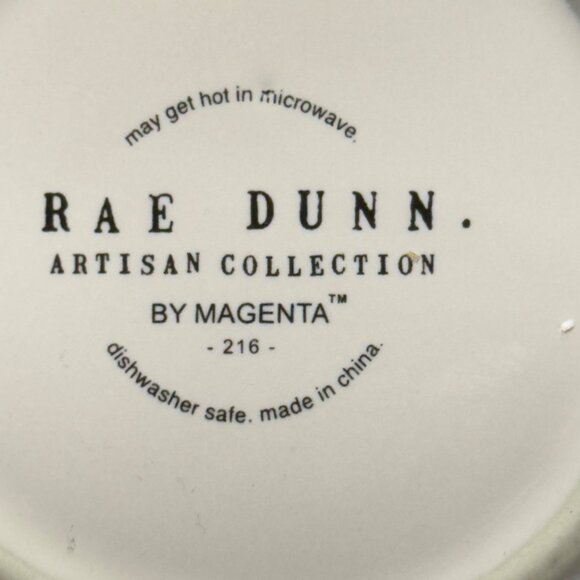 may get hot in microwave.
RAE DUNN.
ARTISAN COLLECTION
BY MAGENTA™
- 216 -
dishwasher safe. made in china.